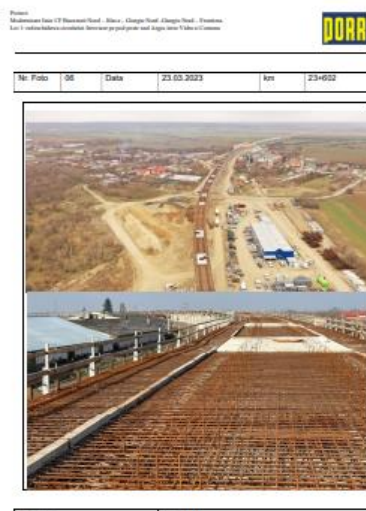 Proiect:
Modernizare linie CF Bucuresti Nord - Jilava - Giurgiu Nord - Giurgiu Nord - Frontiera
Lot 1: redeschiderea circulatiei feroviare pe pod peste raul Arges intre Vidra si Comana
PORR
Nr. Foto 06 Data 23.03.2023 km 23+602